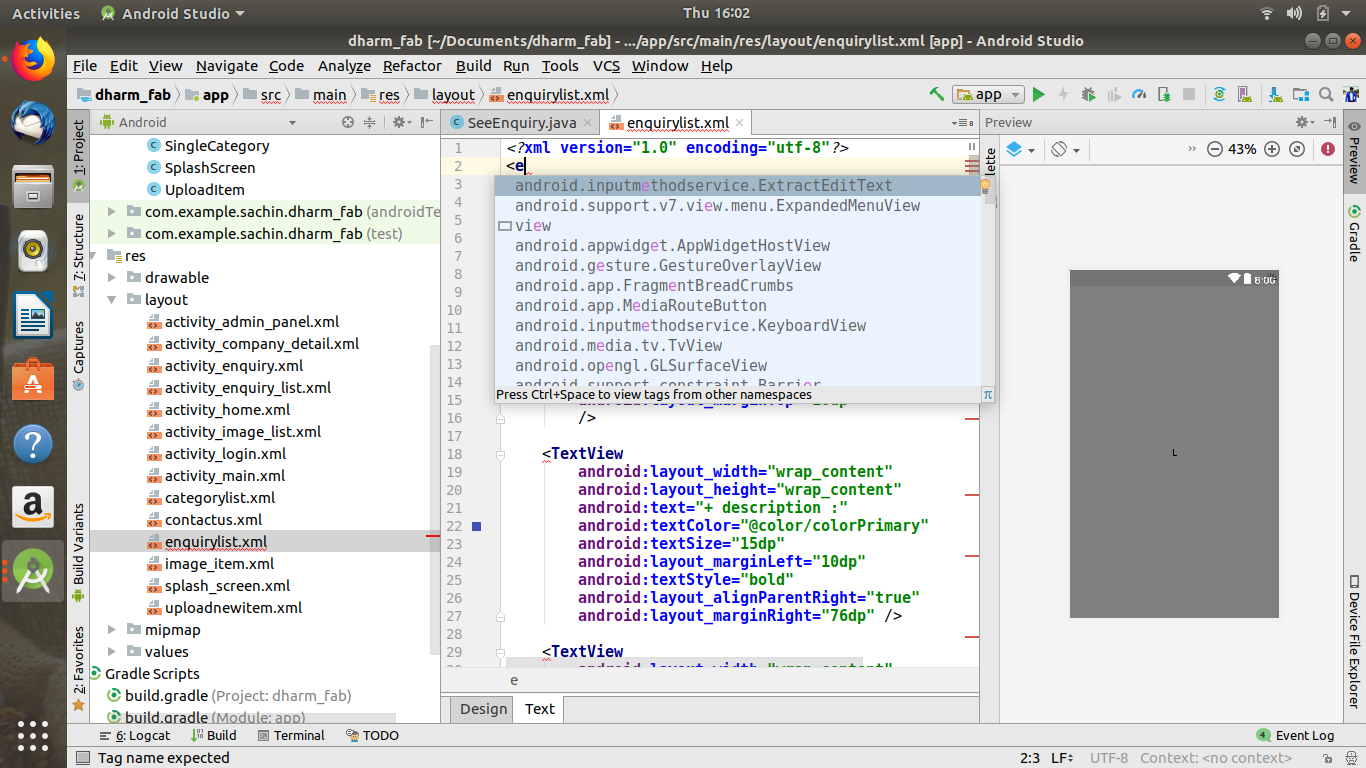 Activities Android Studio Thu 16:02
dharm_fab [~/Documents/dharm_fab] - .../app/src/main/res/layout/enquirylist.xml [app] - Android Studio
File Edit View Navigate Code Analyze Refactor Build Run Tools VCS Window Help
dharm_fab app src main res layout enquirylist.xml app
Android SeeEnquiry.java enquirylist.xml Preview
1: Project
7: Structure
Captures
Build Variants
2: Favorites
SingleCategory
SplashScreen
UploadItem
com.example.sachin.dharm_fab (androidTe
com.example.sachin.dharm_fab (test)
res
drawable
layout
activity_admin_panel.xml
activity_company_detail.xml
activity_enquiry.xml
activity_enquiry_list.xml
activity_home.xml
activity_image_list.xml
activity_login.xml
activity_main.xml
categorylist.xml
contactus.xml
enquirylist.xml
image_item.xml
splash_screen.xml
uploadnewitem.xml
mipmap
values
Gradle Scripts
build.gradle (Project: dharm_fab)
build.gradle (Module: app)
1 <?xml version="1.0" encoding="utf-8"?>
2 <e
3 android.inputmethodservice.ExtractEditText
4 android.support.v7.view.menu.ExpandedMenuView
5 view
6 android.appwidget.AppWidgetHostView
7 android.gesture.GestureOverlayView
8
9 android.app.FragmentBreadCrumbs
10 android.app.MediaRouteButton
11 android.inputmethodservice.KeyboardView
12 android.media.tv.TvView
13 android.opengl.GLSurfaceView
14 android.support.constraint.Barrier
Press Ctrl+Space to view tags from other namespaces π
15
16 />
17
18 <TextView
19 android:layout_width="wrap_content"
20 android:layout_height="wrap_content"
21 android:text="+ description :"
22 android:textColor="@color/colorPrimary"
23 android:textSize="15dp"
24 android:layout_marginLeft="10dp"
25 android:textStyle="bold"
26 android:layout_alignParentRight="true"
27 android:layout_marginRight="76dp" />
28
29 <TextView
android:layout_width="wrap_content"
e
Design Text
lette
43%
8:00
L
Preview
Gradle
Device File Explorer
6: Logcat Build Terminal TODO 4 Event Log
Tag name expected 2:3 LF UTF-8 Context: <no context>